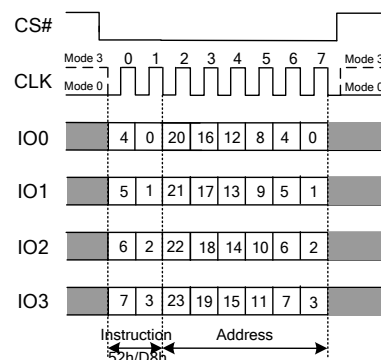 CS#
Mode 3 0 1 2 3 4 5 6 7 Mode 3
CLK
Mode 0 Mode 0
IO0 4 0 20 16 12 8 4 0
IO1 5 1 21 17 13 9 5 1
IO2 6 2 22 18 14 10 6 2
IO3 7 3 23 19 15 11 7 3
Instruction Address
52h/D8h